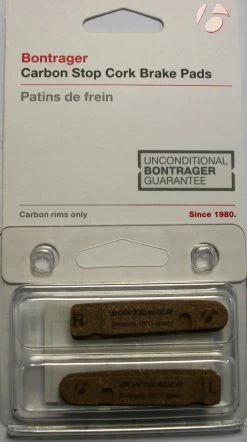 Bontrager
Carbon Stop Cork Brake Pads
Patins de frein
UNCONDITIONAL
BONTRAGER
GUARANTEE
Carbon rims only
Since 1980.
R
BONTRAGER
BONTRAGER
L